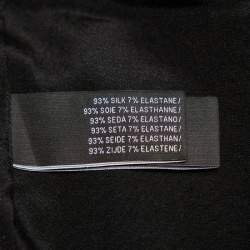 93% SILK 7% ELASTANE/
93% SOIE 7% ELASTHANNE/
93% SEDA 7% ELASTANO/
93% SETA 7% ELASTANE/
93% SEIDE 7% ELASTHAN/
93% ZIJDE 7% ELASTENE/